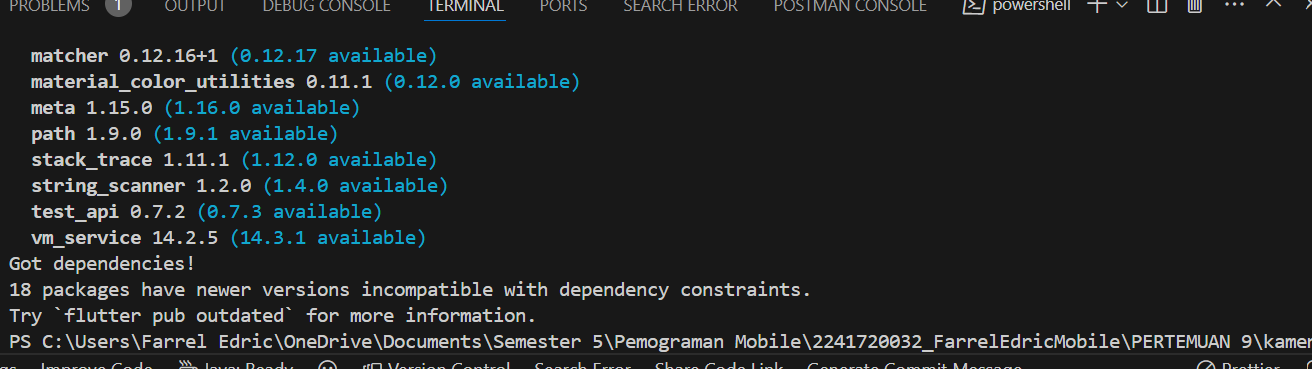 PROBLEMS 1 OUTPUT DEBUG CONSOLE TERMINAL PORTS SEARCH ERROR POSTMAN CONSOLE powershell
matcher 0.12.16+1 (0.12.17 available)
material_color_utilities 0.11.1 (0.12.0 available)
meta 1.15.0 (1.16.0 available)
path 1.9.0 (1.9.1 available)
stack_trace 1.11.1 (1.12.0 available)
string_scanner 1.2.0 (1.4.0 available)
test_api 0.7.2 (0.7.3 available)
vm_service 14.2.5 (14.3.1 available)
Got dependencies!
18 packages have newer versions incompatible with dependency constraints.
Try `flutter pub outdated` for more information.
PS C:\Users\Farrel Edric\OneDrive\Documents\Semester 5\Pemograman Mobile\2241720032_FarrelEdricMobile\PERTEMUAN 9\kamer
Improve Code Java: Ready Version Control Search Error Share Code Link Generate Commit Message Prettier